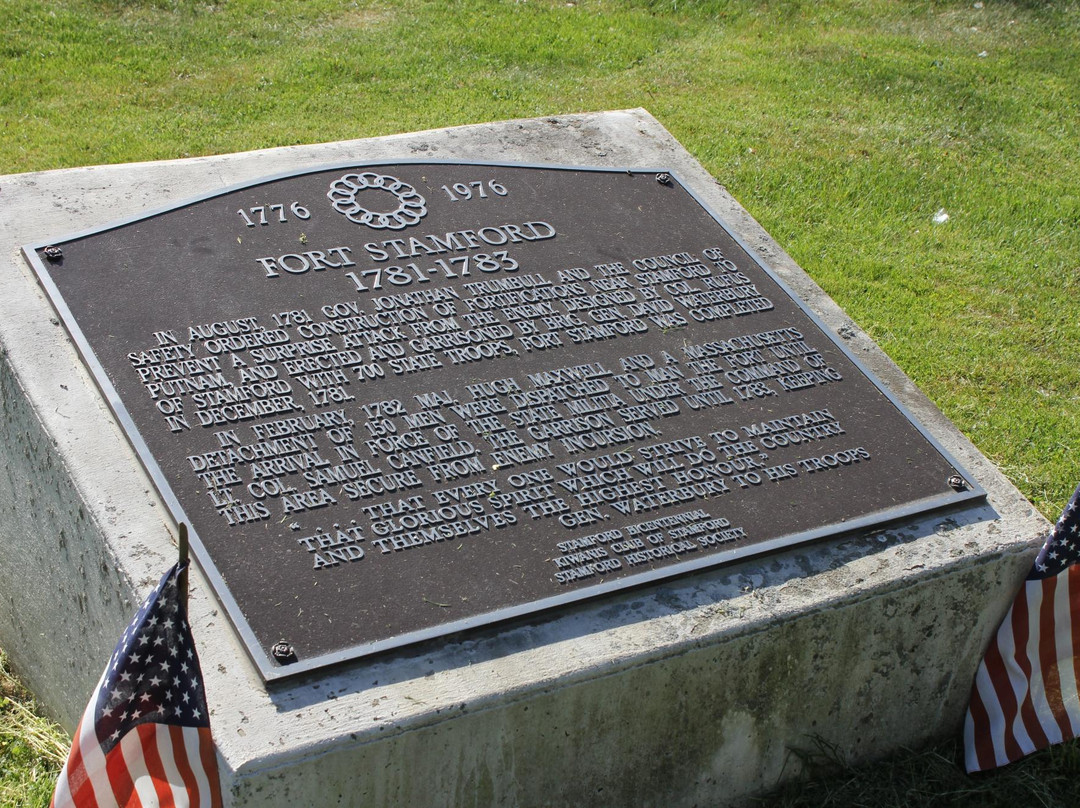 1776 1976
FORT STAMFORD
1781-1783
IN AUGUST, 1781, GOV. JONATHAN TRUMBULL AND THE COUNCIL OF
SAFETY ORDERED CONSTRUCTION OF FORTIFICATIONS NEAR STAMFORD TO
PREVENT A SURPRISE ATTACK FROM THE ENEMY. DESIGNED BY COL. RUFUS
PUTNAM, AND ERECTED AND GARRISONED BY BRIG. GEN. DAVID WATERBURY
OF STAMFORD, WITH 700 STATE TROOPS, FORT STAMFORD WAS COMPLETED
IN DECEMBER, 1781.
IN FEBRUARY, 1782 MAJ. HUGH MAXWELL AND A MASSACHUSETTS
DETACHMENT OF 150 MEN WERE DISPATCHED TO MAN THE FORT UNTIL
THE ARRIVAL IN FORCE OF THE STATE MILITIA UNDER THE COMMAND OF
LT. COL. SAMUEL CANFIELD. THE GARRISON SERVED UNTIL 1783, KEEPING
THIS AREA SECURE FROM ENEMY INCURSION.
"... THAT EVERY ONE WOULD STRIVE TO MAINTAIN
THAT GLORIOUS SPIRIT WHICH WILL DO THE COUNTRY
AND THEMSELVES THE HIGHEST HONOUR."
GEN. WATERBURY TO HIS TROOPS
STAMFORD BICENTENNIAL
KIWANIS CLUB OF STAMFORD
STAMFORD HISTORICAL SOCIETY